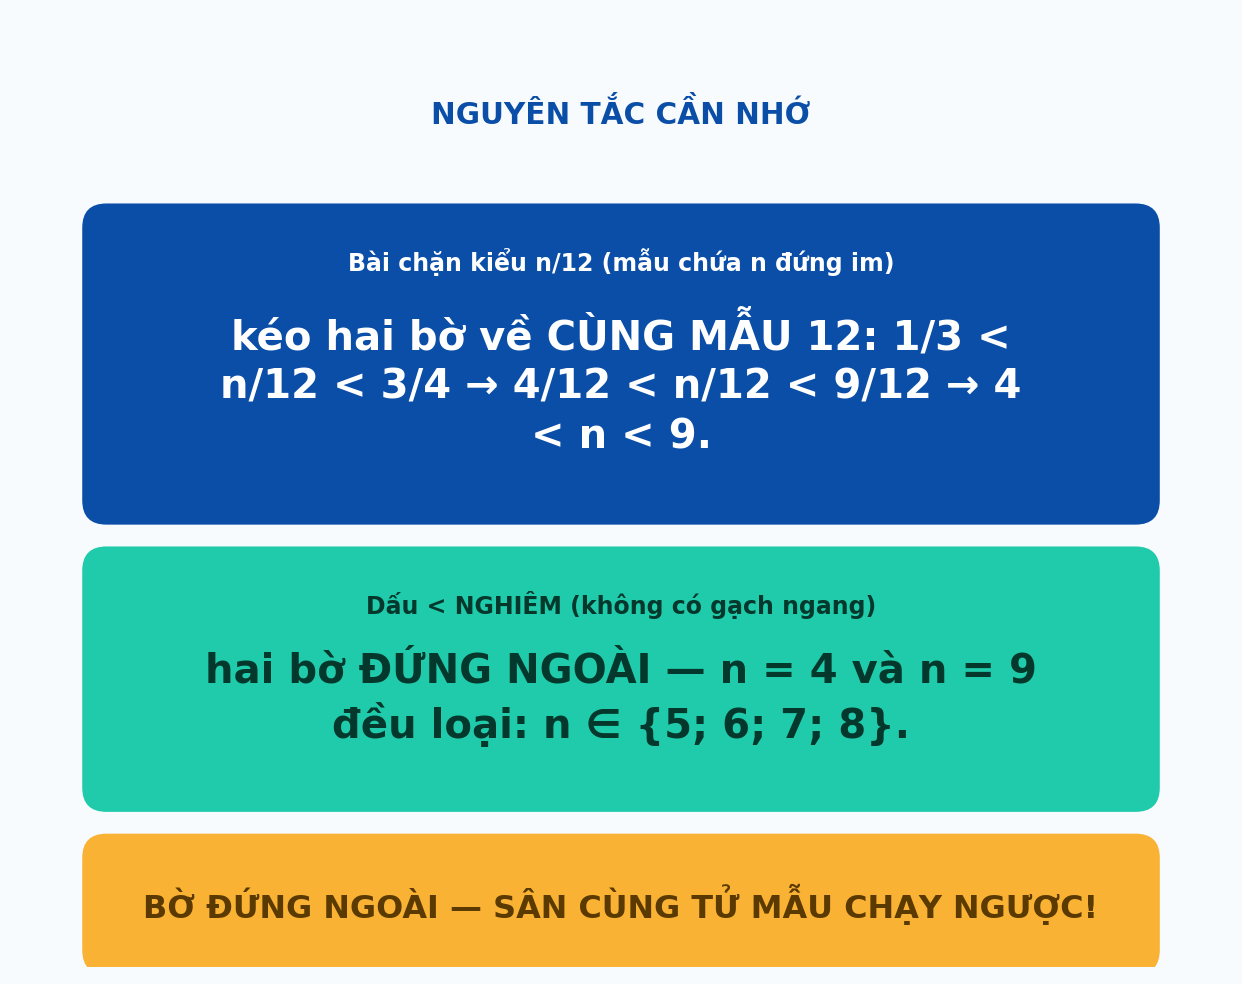 NGUYÊN TẮC CẦN NHỚ
Bài chặn kiểu n/12 (mẫu chứa n đứng im)
kéo hai bờ về CÙNG MẪU 12: 1/3 <
n/12 < 3/4 → 4/12 < n/12 < 9/12 → 4
< n < 9.
Dấu < NGHIÊM (không có gạch ngang)
hai bờ ĐỨNG NGOÀI — n = 4 và n = 9
đều loại: n ∈ {5; 6; 7; 8}.
BỜ ĐỨNG NGOÀI — SÂN CÙNG TỬ MẪU CHẠY NGƯỢC!